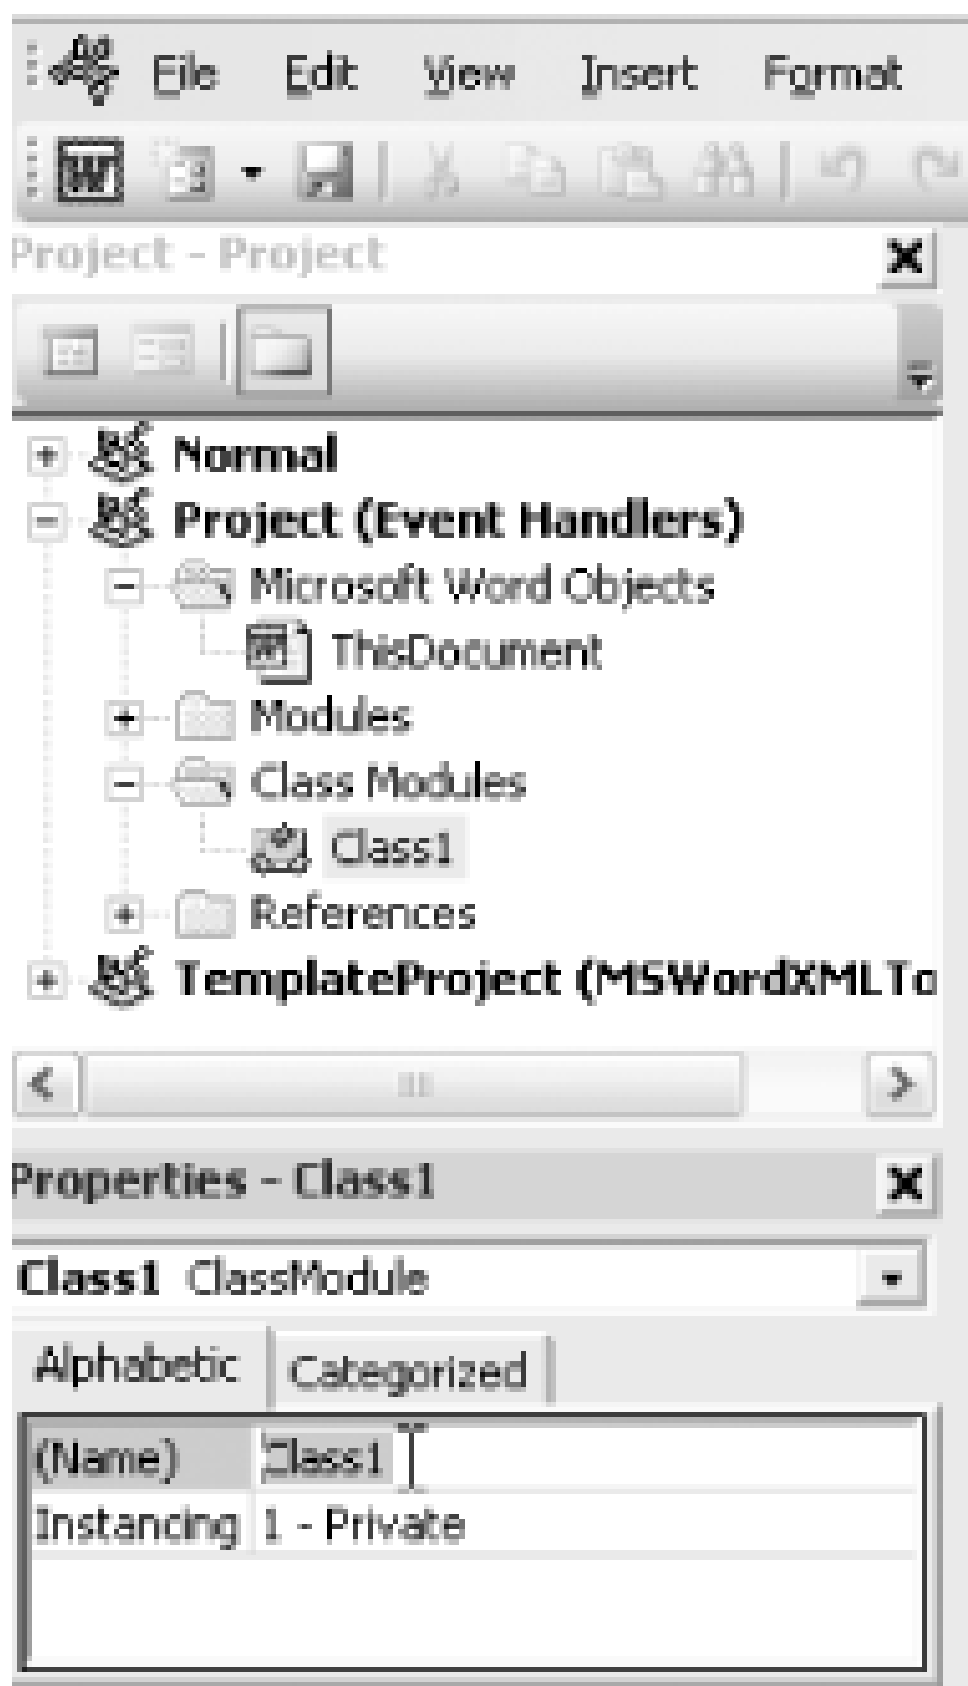 File Edit View Insert Format
Project - Project
Normal
Project (Event Handlers)
Microsoft Word Objects
ThisDocument
Modules
Class Modules
Class1
References
TemplateProject (MSWordXMLTo
Properties - Class1
Class1 ClassModule
Alphabetic Categorized
(Name) Class1
Instancing 1 - Private